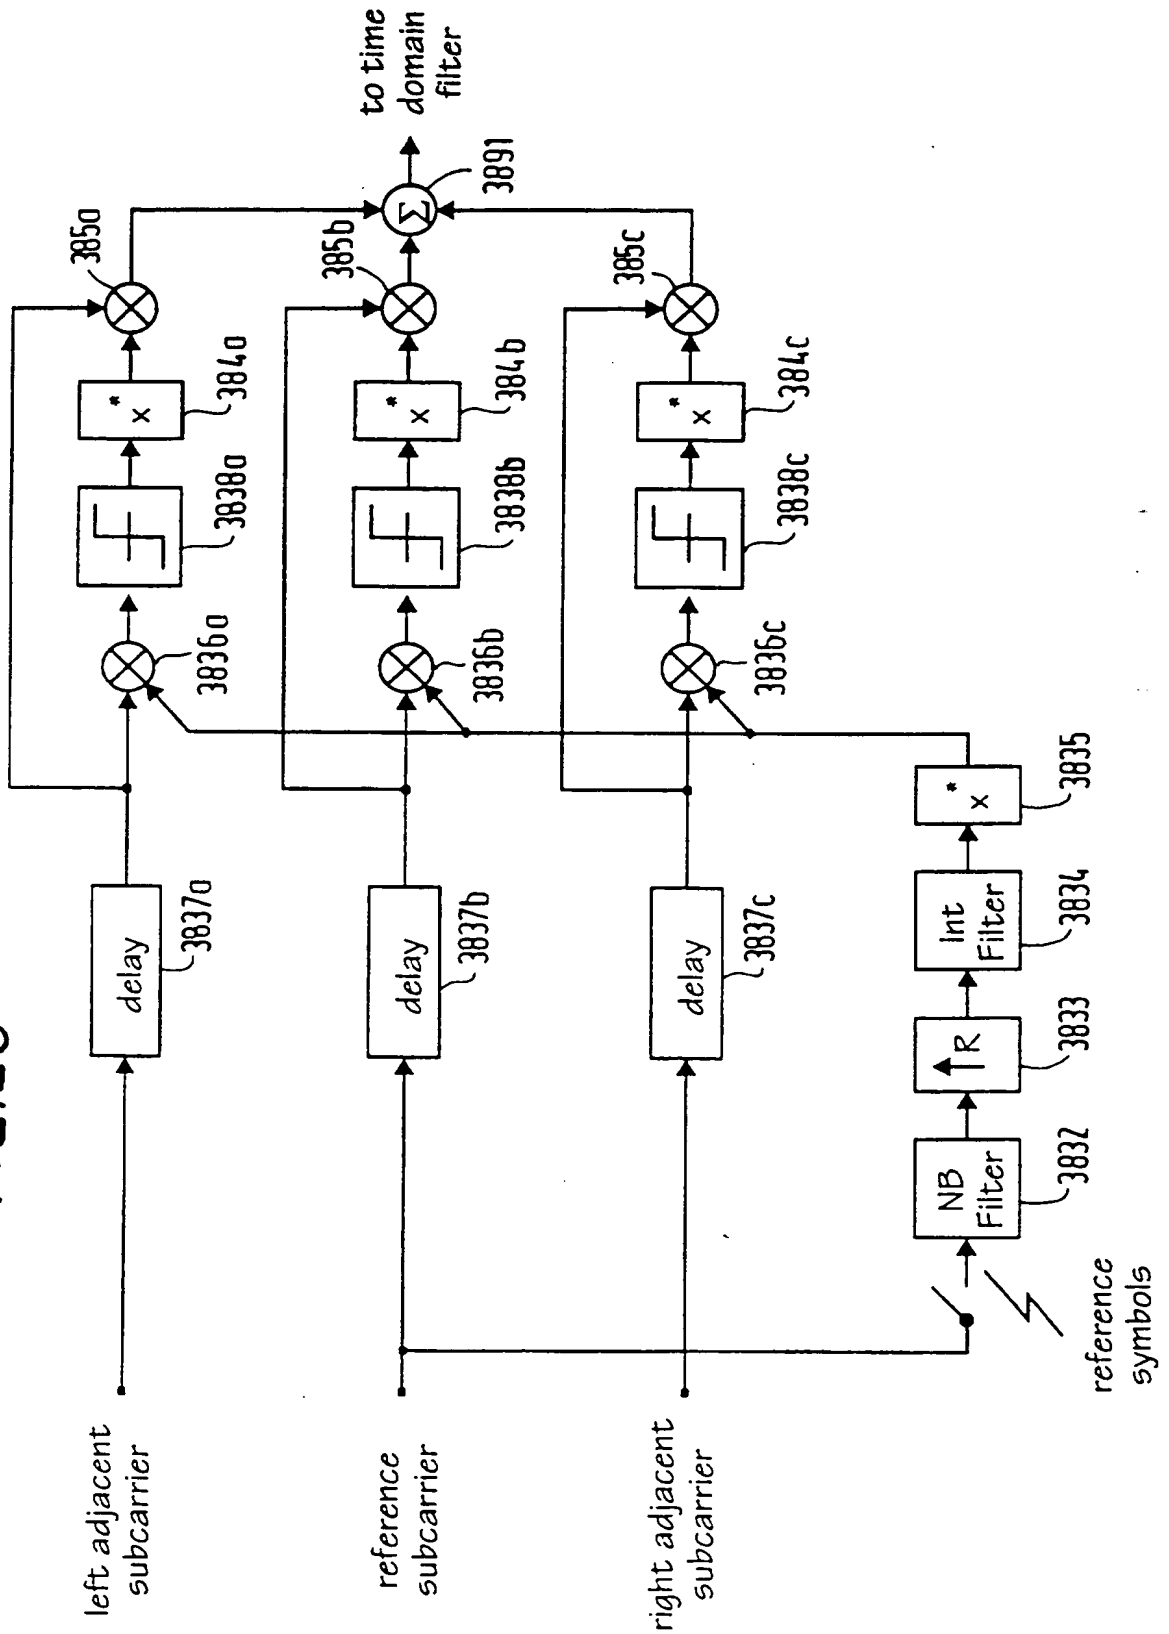 left adjacent
subcarrier
delay
3837a
3836a
3838a
x*
384a
385a
reference
subcarrier
delay
3837b
3836b
3838b
x*
384b
385b
Σ
3891
to time
domain
filter
right adjacent
subcarrier
delay
3837c
3836c
3838c
x*
384c
385c
reference
symbols
NB
Filter
3832
R
3833
Int
Filter
3834
x*
3835